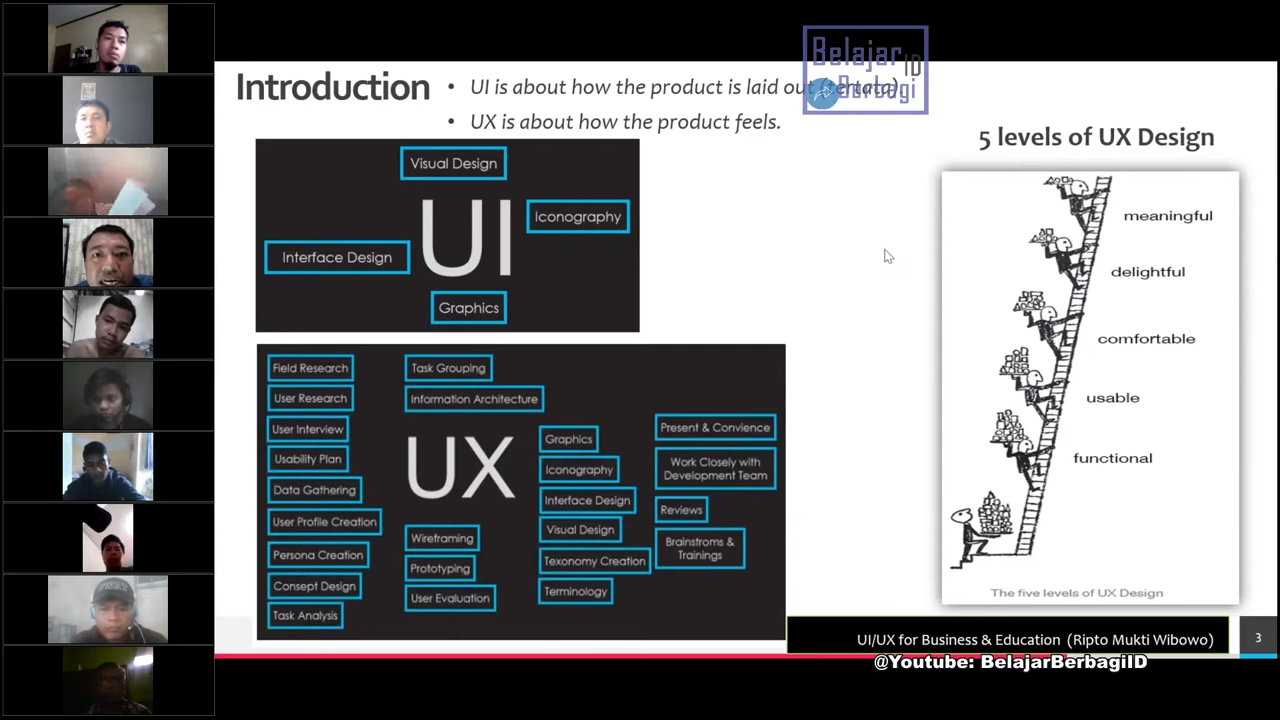 Belajar ID
Berbagi
Introduction
• UI is about how the product is laid out (tertata).
• UX is about how the product feels.
Visual Design
UI
Iconography
Interface Design
Graphics
Field Research
User Research
User Interview
Usability Plan
Data Gathering
User Profile Creation
Persona Creation
Concept Design
Task Analysis
Task Grouping
Information Architecture
UX
Wireframing
Prototyping
User Evaluation
Graphics
Iconography
Interface Design
Visual Design
Texonomy Creation
Terminology
Present & Convience
Work Closely with
Development Team
Reviews
Brainstroms &
Trainings
5 levels of UX Design
meaningful
delightful
comfortable
usable
functional
The five levels of UX Design
UI/UX for Business & Education (Ripto Mukti Wibowo)
3
@Youtube: BelajarBerbagiID